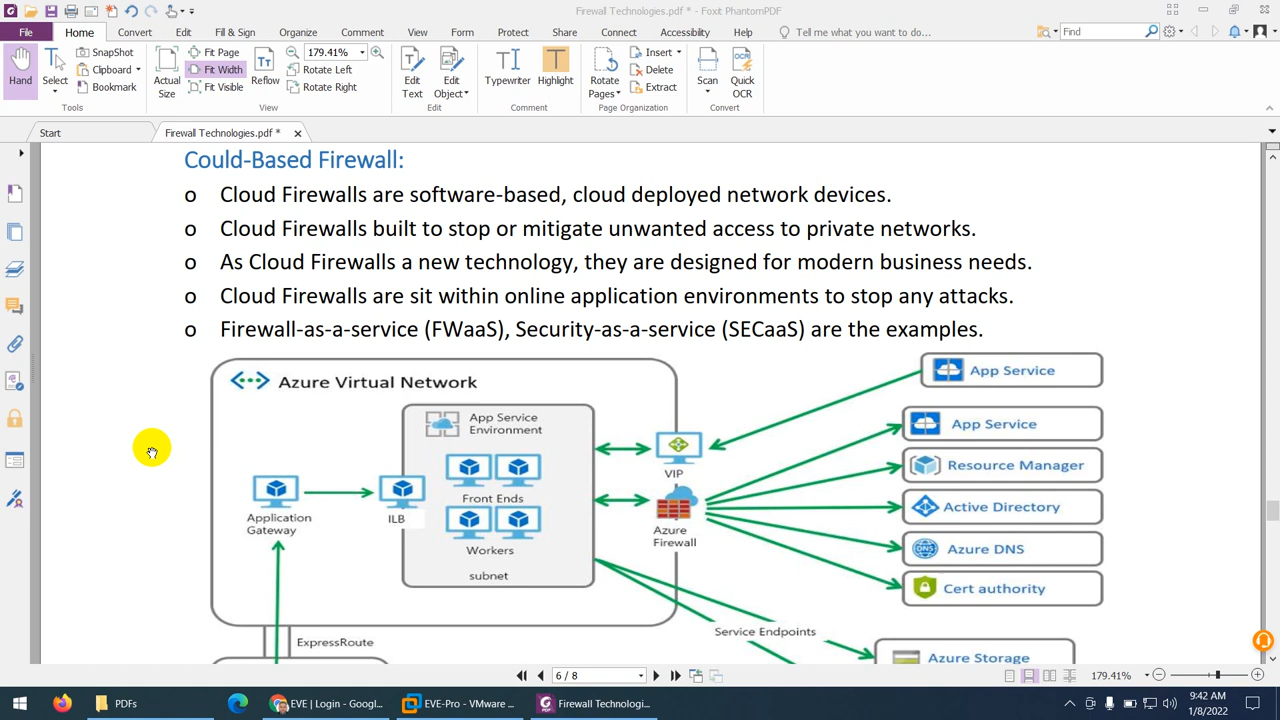 Firewall Technologies.pdf * - Foxit PhantomPDF
File Home Convert Fill & Sign Organize Comment View Form Protect Share Connect Accessibility Help Tell me what you want to do... Find
Hand
Select
SnapShot
Clipboard
Bookmark
Tools
Actual Size
Fit Page
Fit Width
Fit Visible
Reflow
179.41%
Rotate Left
Rotate Right
View
Edit Text
Edit Object
Edit
Typewriter
Highlight
Comment
Rotate Pages
Insert
Delete
Extract
Page Organization
Scan
Quick OCR
Convert
Start
Firewall Technologies.pdf *
Could-Based Firewall:
o Cloud Firewalls are software-based, cloud deployed network devices.
o Cloud Firewalls built to stop or mitigate unwanted access to private networks.
o As Cloud Firewalls a new technology, they are designed for modern business needs.
o Cloud Firewalls are sit within online application environments to stop any attacks.
o Firewall-as-a-service (FWaaS), Security-as-a-service (SECaaS) are the examples.
Azure Virtual Network
App Service
Environment
Front Ends
Workers
subnet
Application
Gateway
ILB
VIP
Azure
Firewall
App Service
App Service
Resource Manager
Active Directory
DNS Azure DNS
Cert authority
Service Endpoints
Azure Storage
ExpressRoute
6 / 8
179.41%
PDFs
EVE | Login - Googl...
EVE-Pro - VMware ...
Firewall Technologi...
9:42 AM
1/8/2022